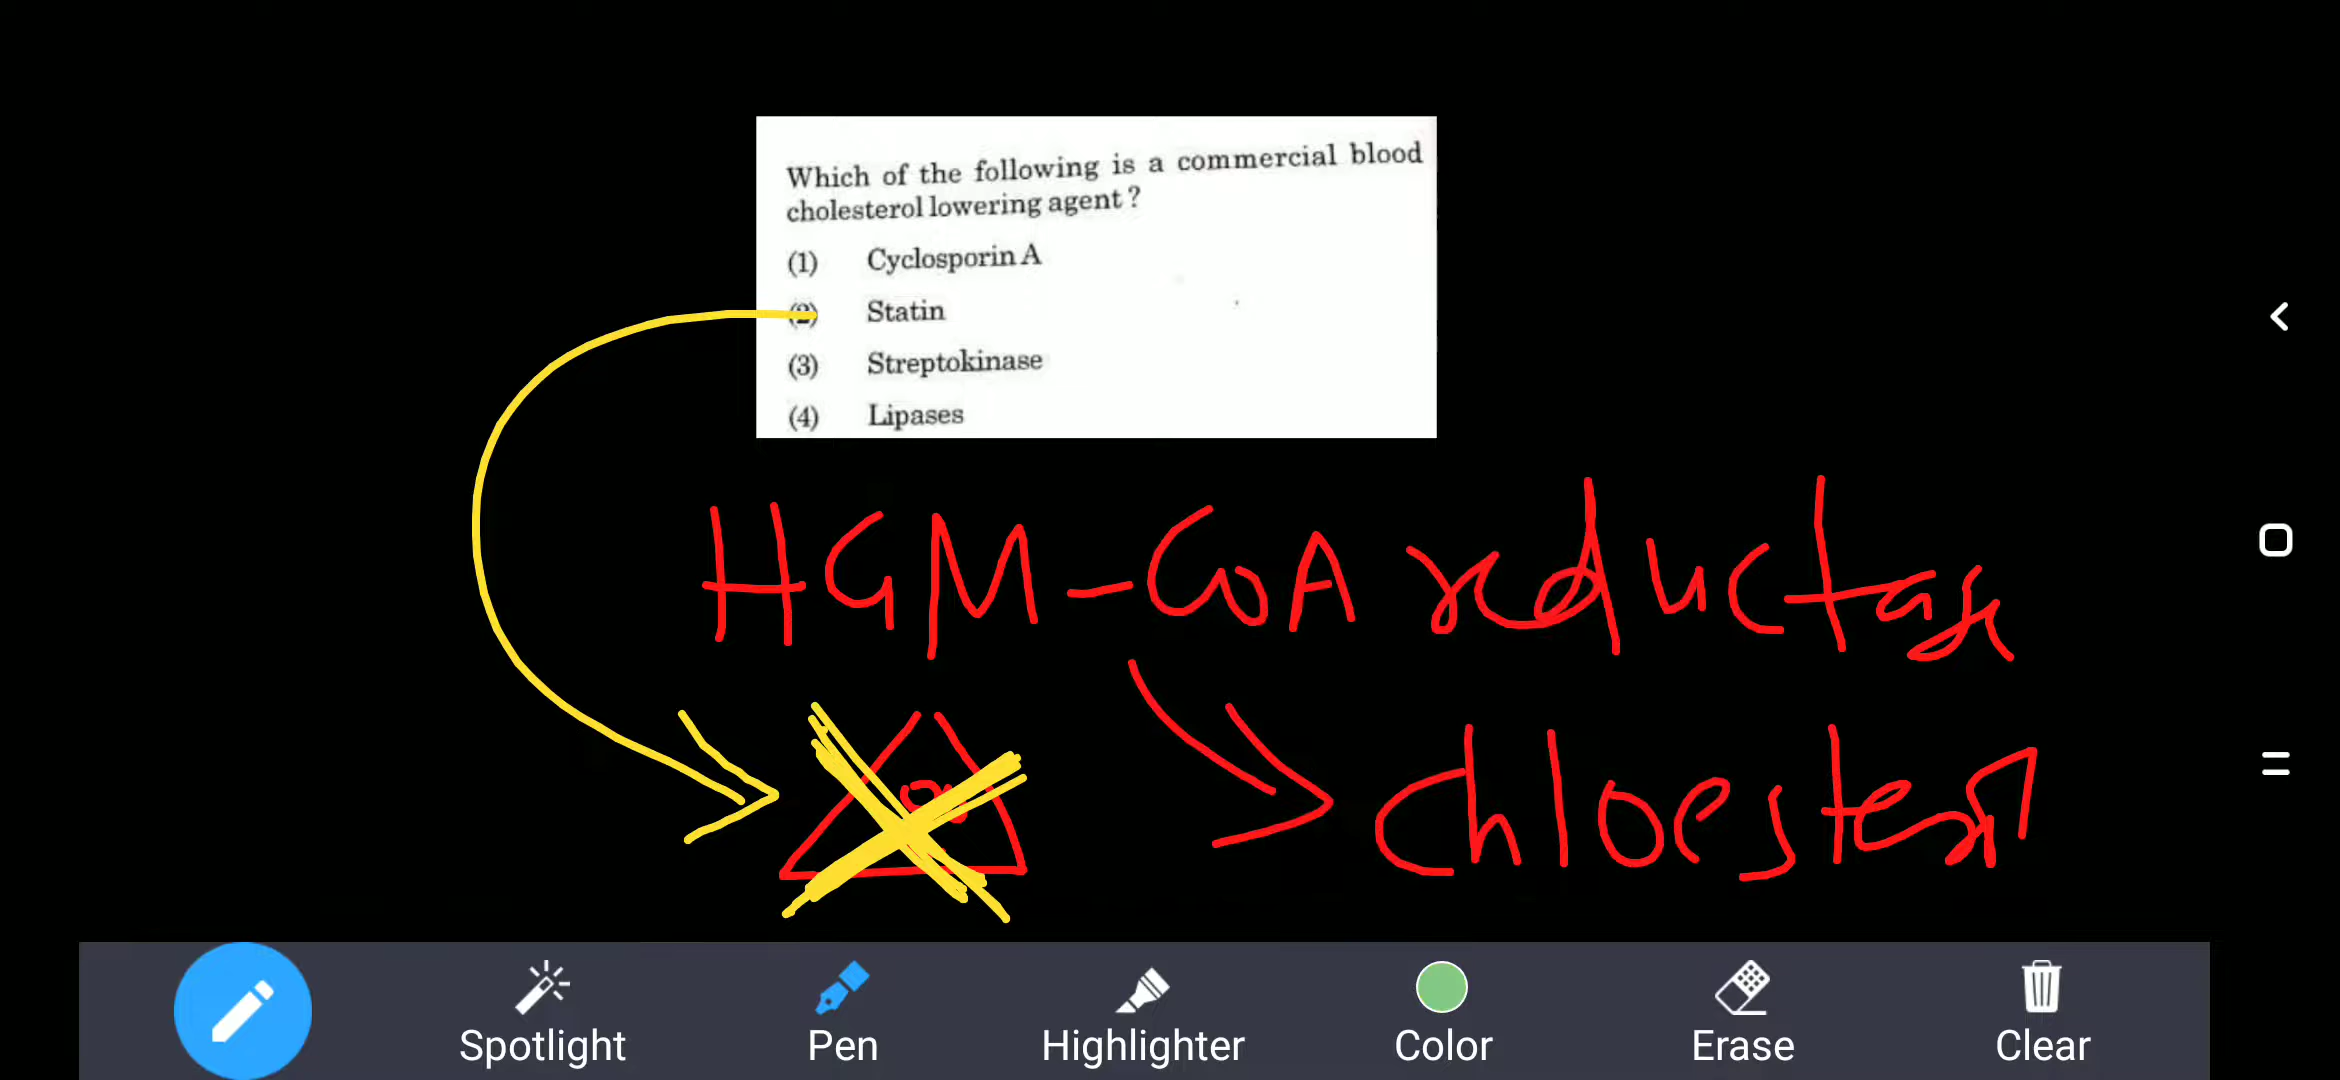 Which of the following is a commercial blood
cholesterol lowering agent ?
(1) Cyclosporin A
(2) Statin
(3) Streptokinase
(4) Lipases
HGM-CoA reductase
Chloester
Spotlight Pen Highlighter Color Erase Clear